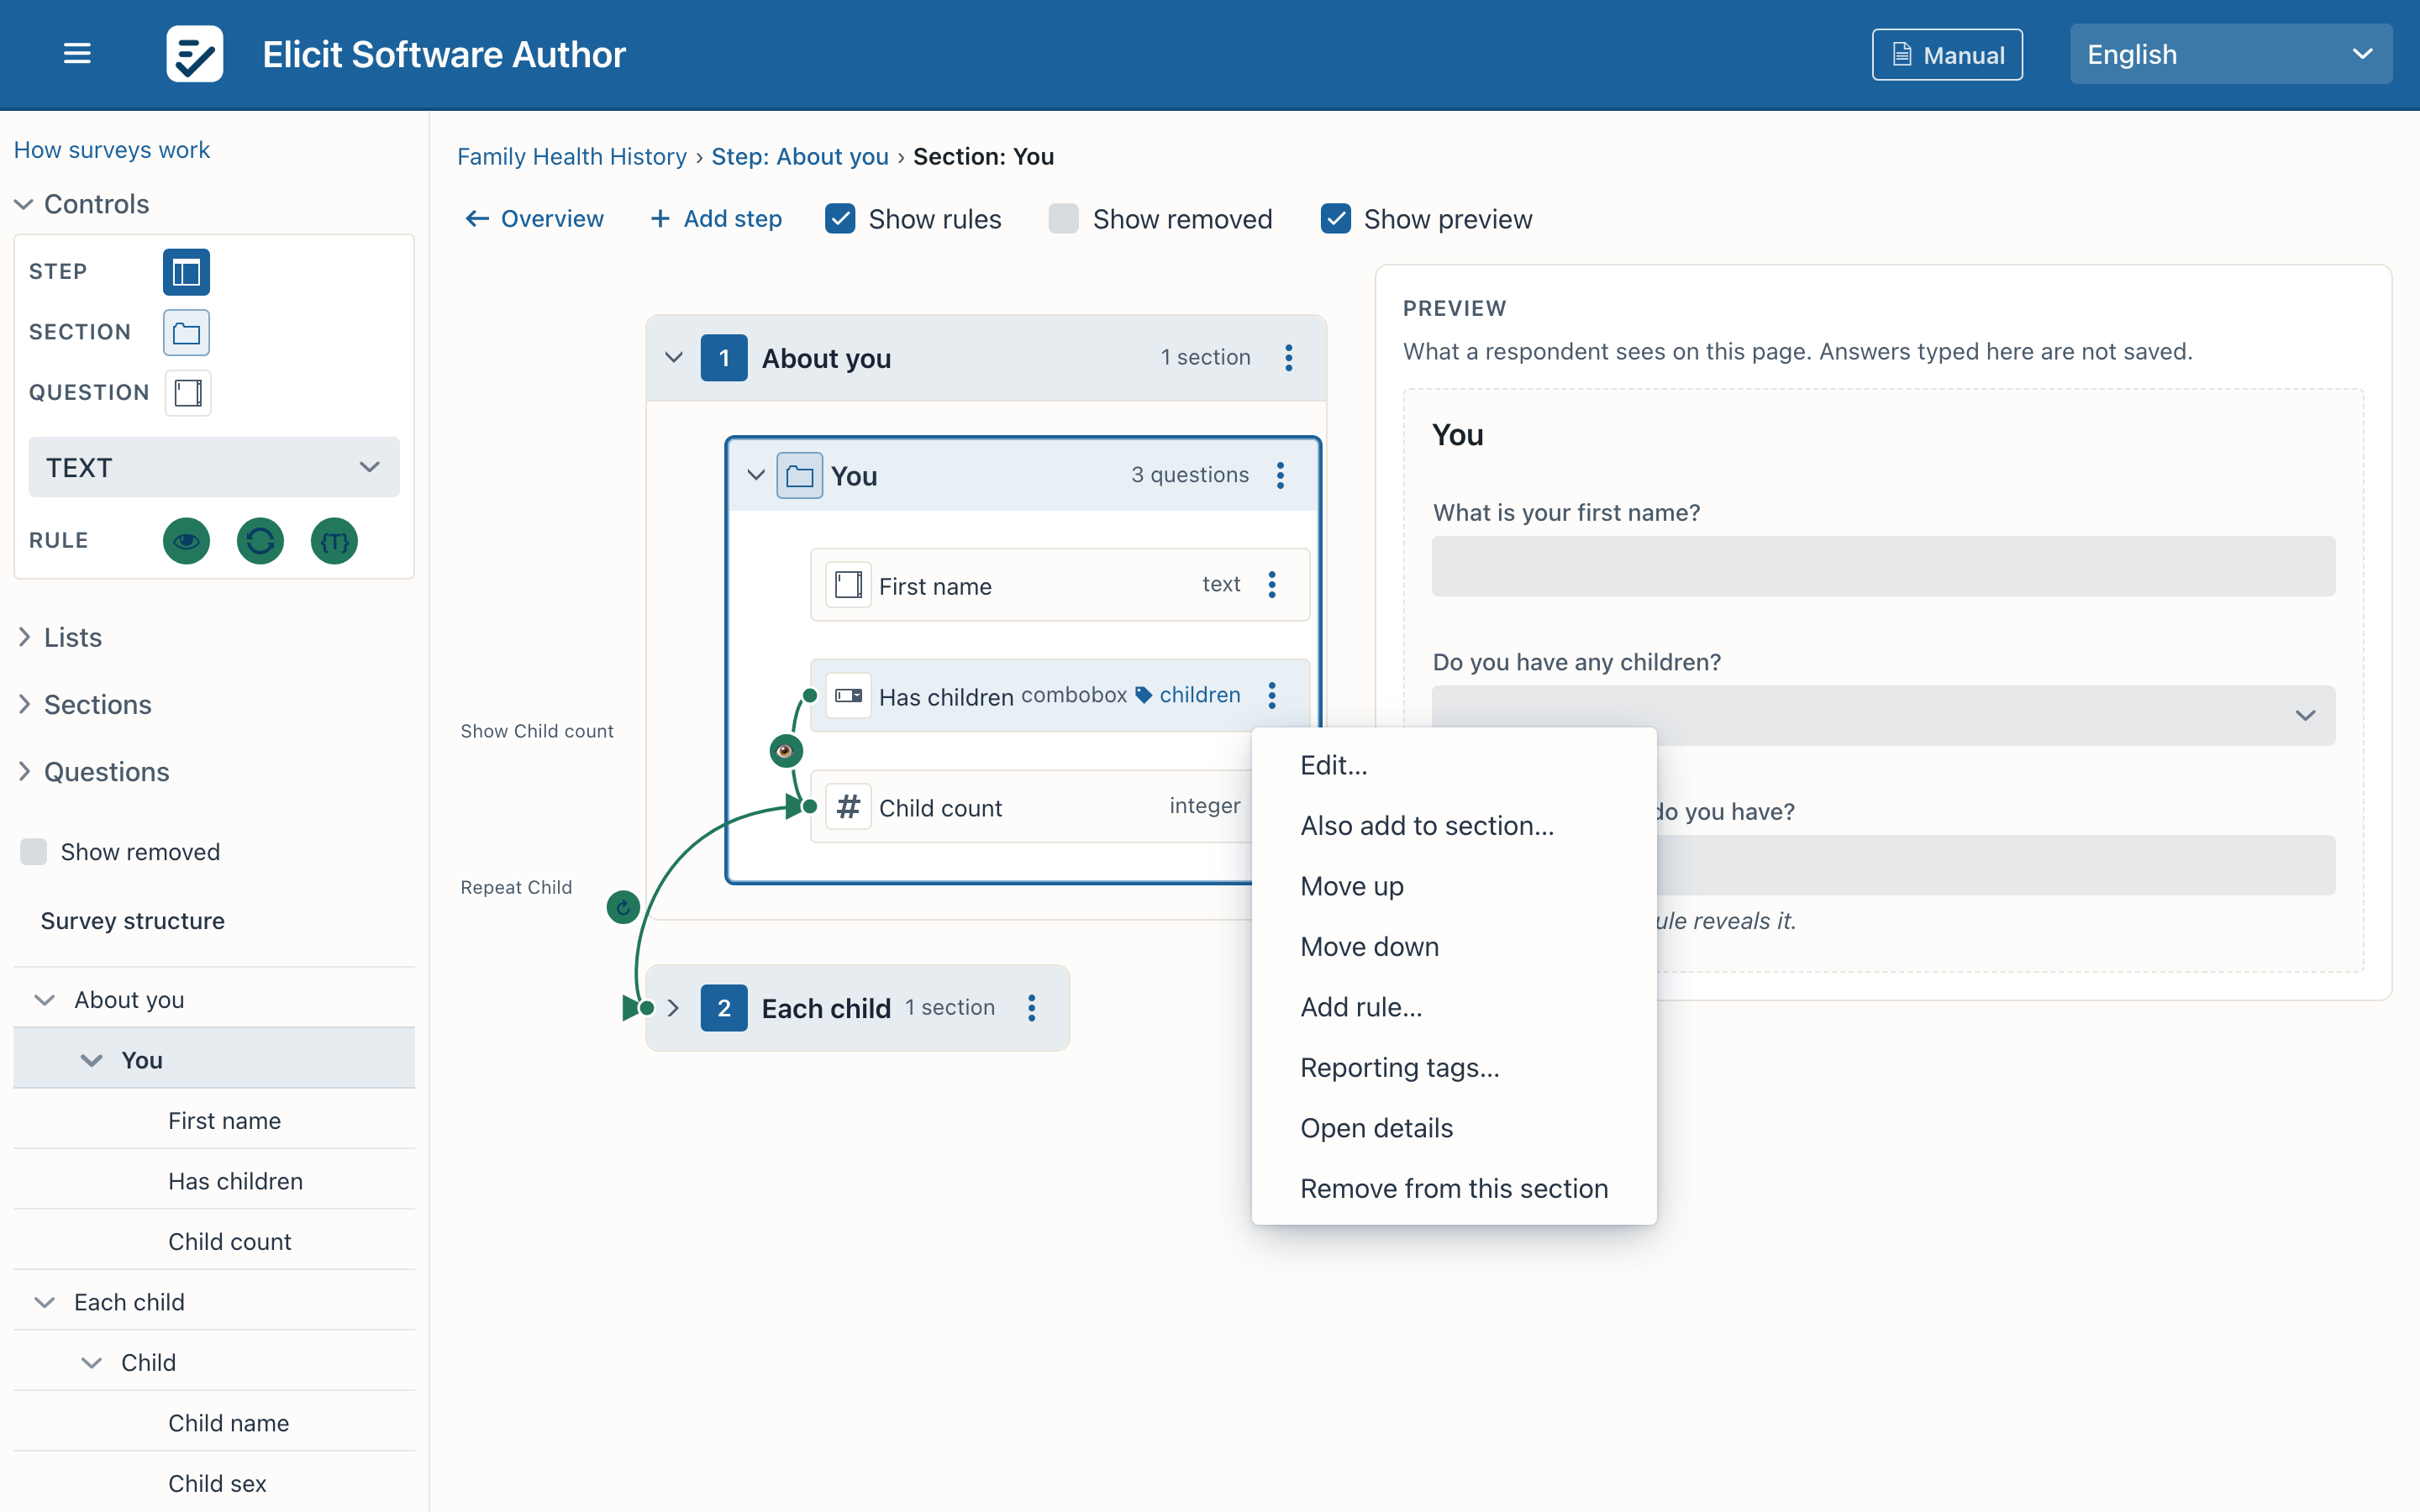 Elicit Software Author
Manual
English
How surveys work
Controls
STEP
SECTION
QUESTION
TEXT
RULE
{T}
Lists
Sections
Questions
Show removed
Survey structure
About you
You
First name
Has children
Child count
Each child
Child
Child name
Child sex
Family Health History › Step: About you › Section: You
← Overview
+ Add step
Show rules
Show removed
Show preview
1 About you 1 section
You 3 questions
First name text
Has children combobox children
Show Child count
# Child count integer
Repeat Child
2 Each child 1 section
Edit...
Also add to section...
Move up
Move down
Add rule...
Reporting tags...
Open details
Remove from this section
PREVIEW
What a respondent sees on this page. Answers typed here are not saved.
You
What is your first name?
Do you have any children?
do you have?
ule reveals it.